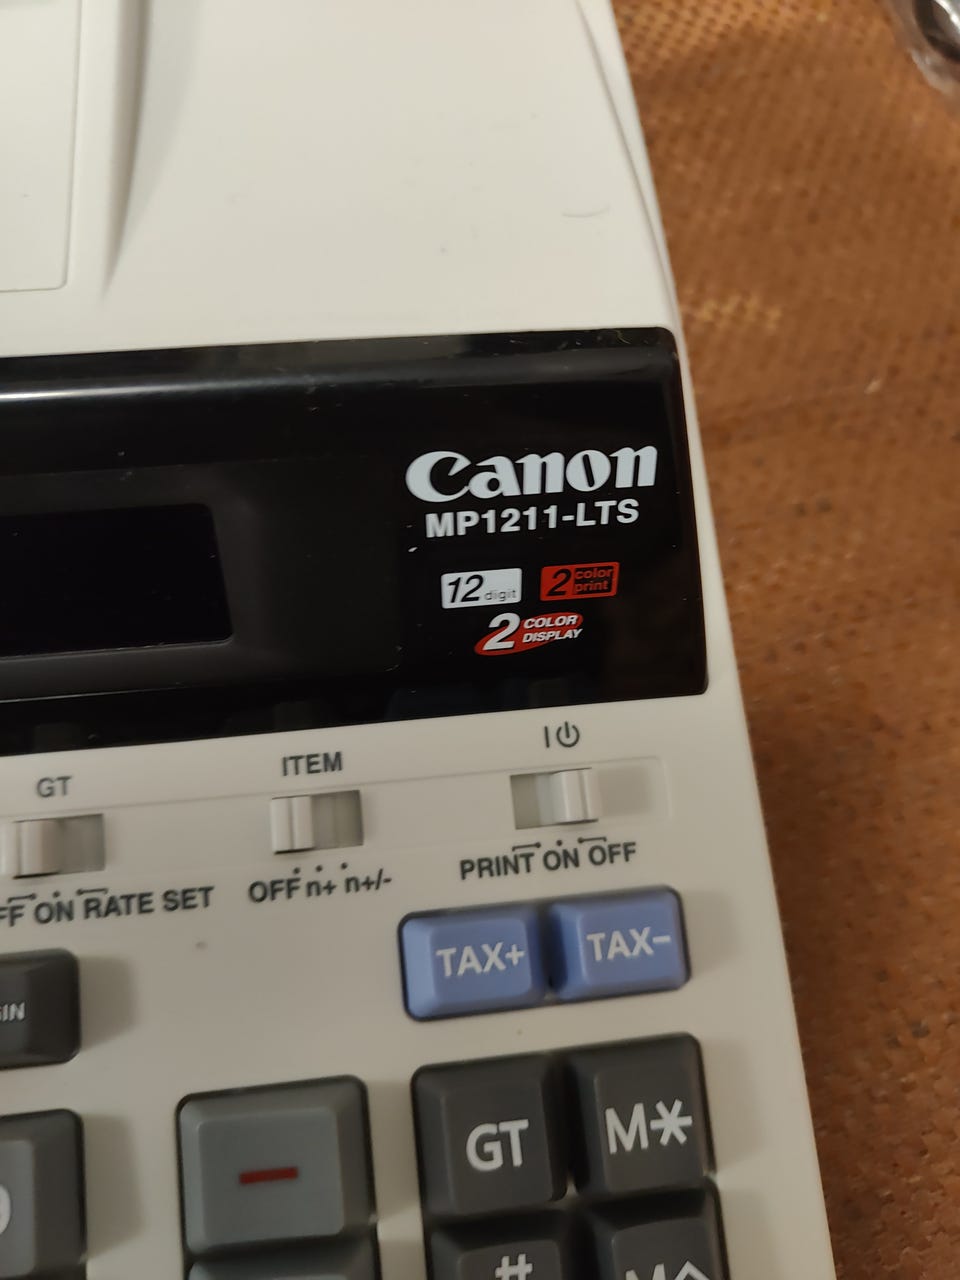 Canon
MP1211-LTS
12 digit 2 color print
2 COLOR DISPLAY
GT ITEM I
ON RATE SET OFF n+ n+/- PRINT ON OFF
TAX+ TAX-
GT M*
#